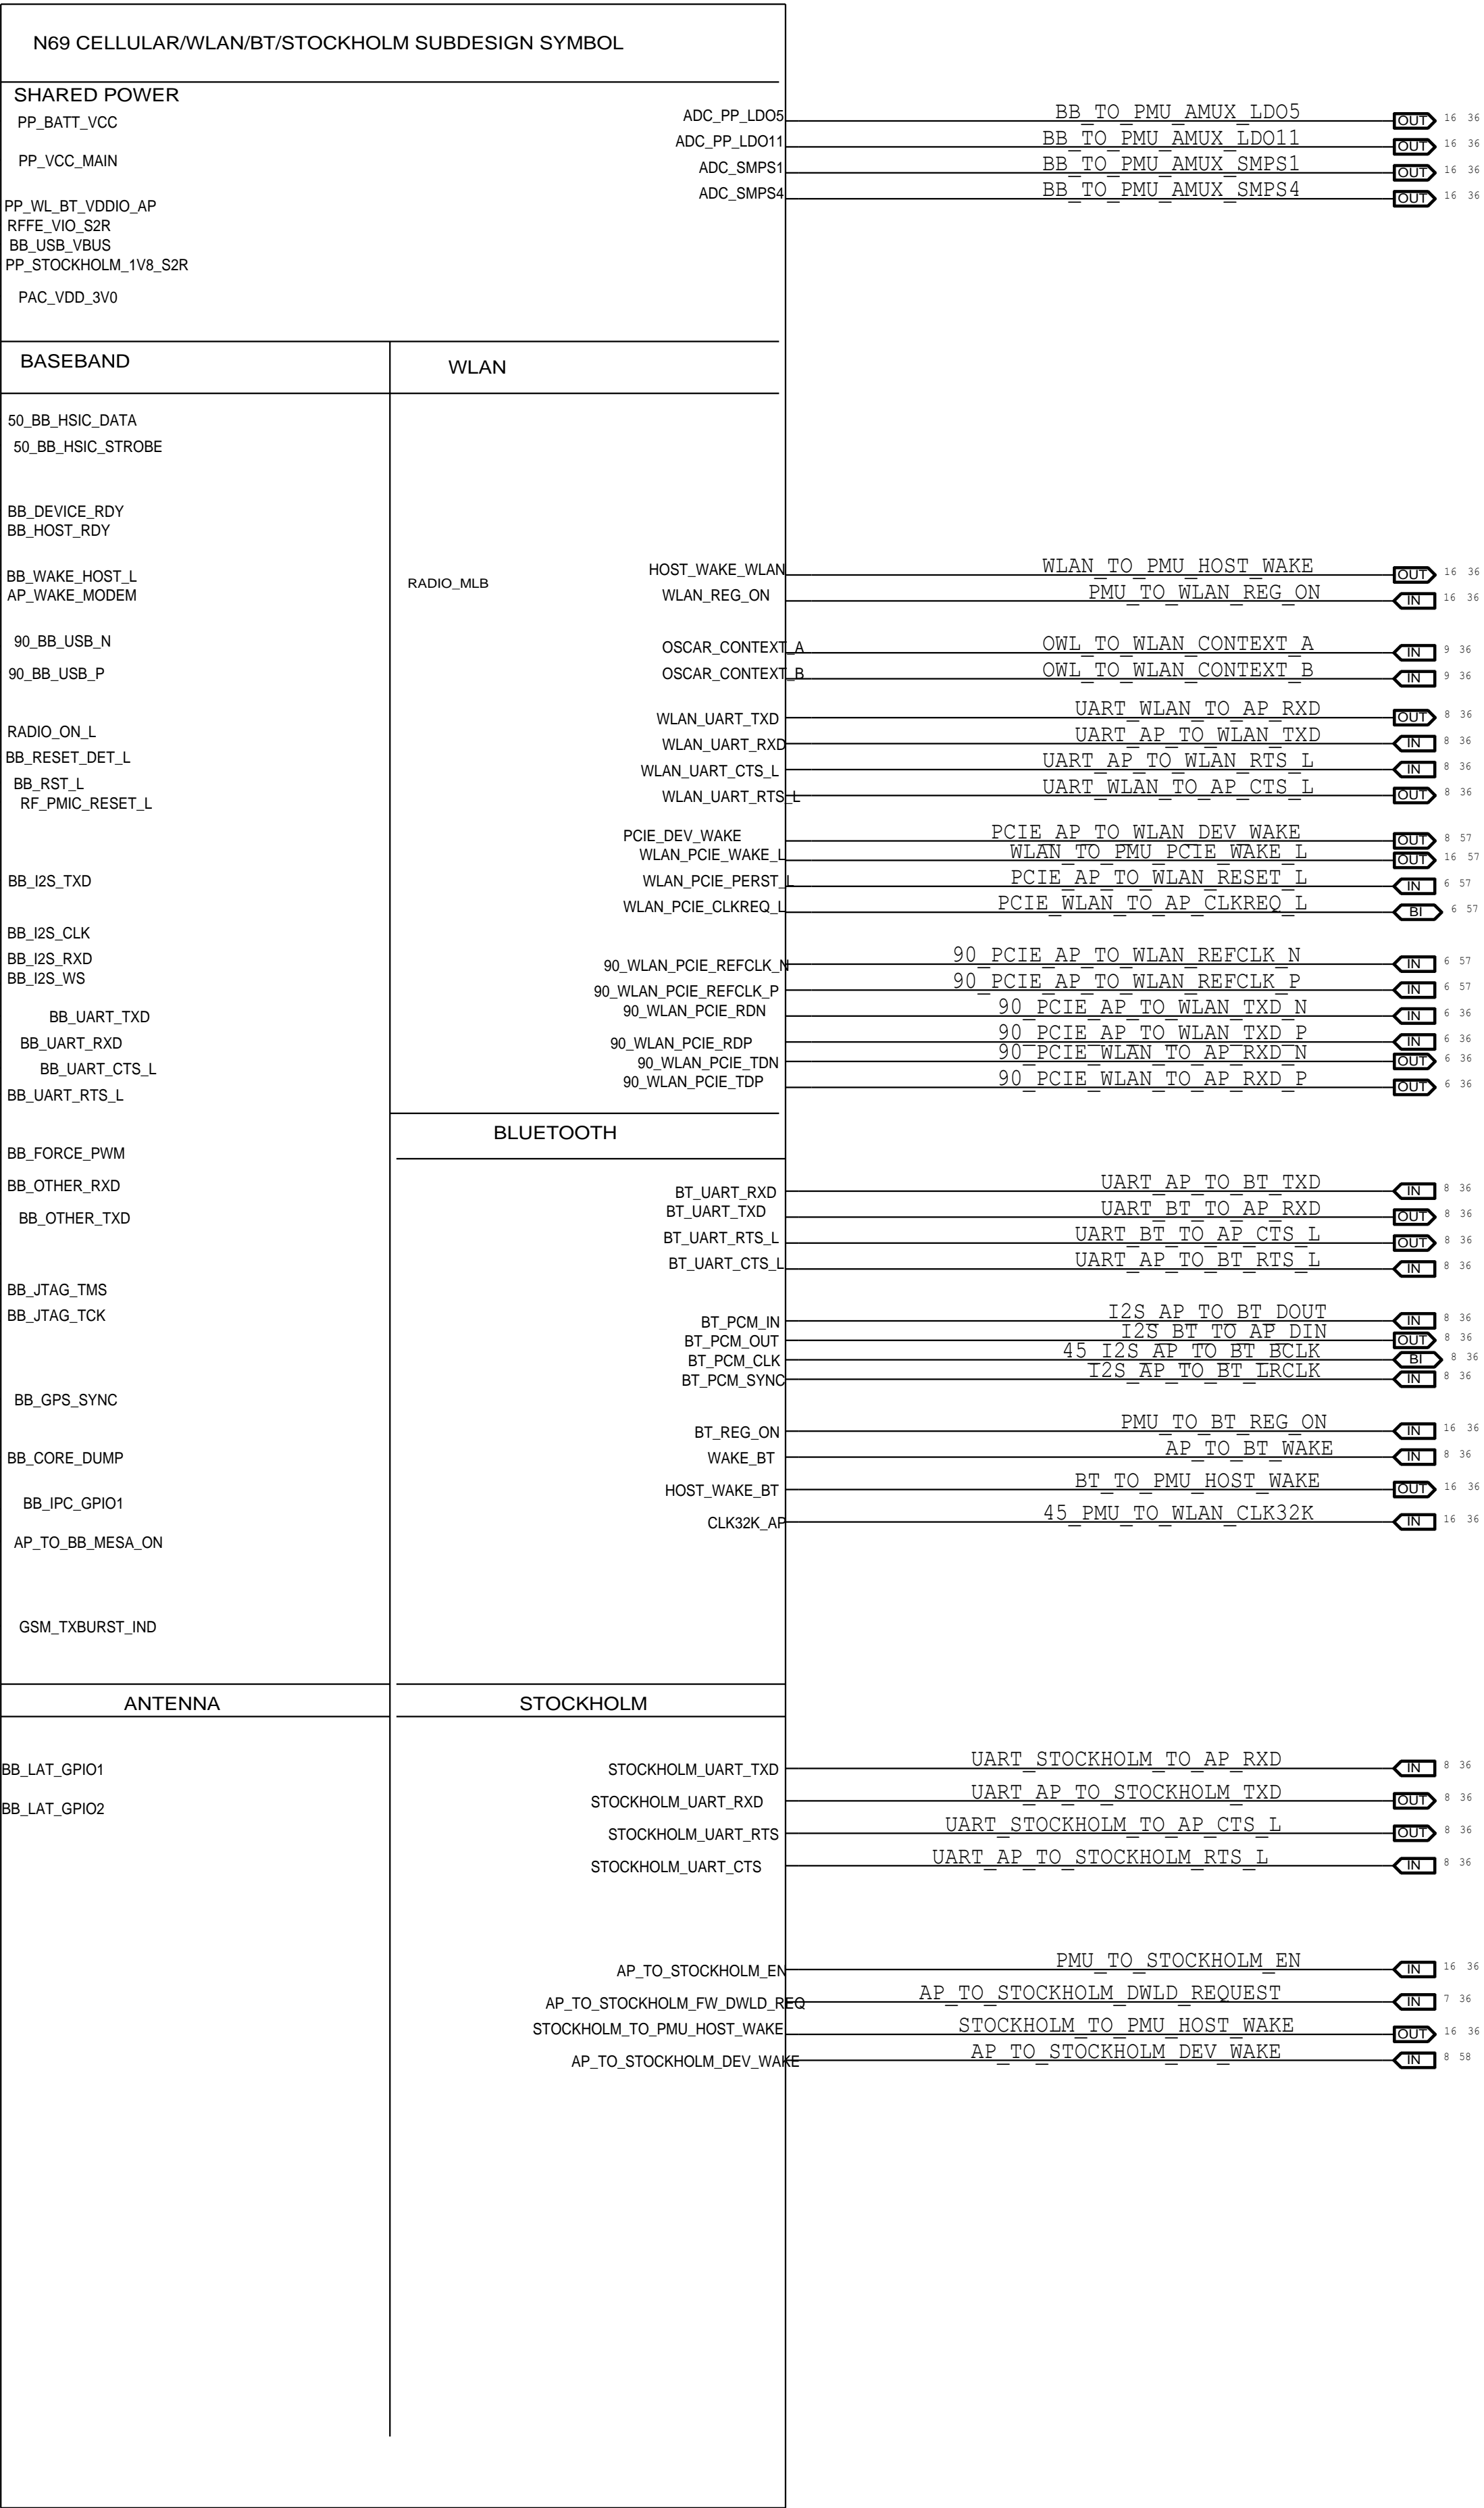 N69 CELLULAR/WLAN/BT/STOCKHOLM SUBDESIGN SYMBOL
SHARED POWER
PP_BATT_VCC
PP_VCC_MAIN
PP_WL_BT_VDDIO_AP
RFFE_VIO_S2R
BB_USB_VBUS
PP_STOCKHOLM_1V8_S2R
PAC_VDD_3V0
ADC_PP_LDO5 BB_TO_PMU_AMUX_LDO5 OUT 16 36
ADC_PP_LDO11 BB_TO_PMU_AMUX_LDO11 OUT 16 36
ADC_SMPS1 BB_TO_PMU_AMUX_SMPS1 OUT 16 36
ADC_SMPS4 BB_TO_PMU_AMUX_SMPS4 OUT 16 36
BASEBAND
50_BB_HSIC_DATA
50_BB_HSIC_STROBE
BB_DEVICE_RDY
BB_HOST_RDY
BB_WAKE_HOST_L
AP_WAKE_MODEM
90_BB_USB_N
90_BB_USB_P
RADIO_ON_L
BB_RESET_DET_L
BB_RST_L
RF_PMIC_RESET_L
BB_I2S_TXD
BB_I2S_CLK
BB_I2S_RXD
BB_I2S_WS
BB_UART_TXD
BB_UART_RXD
BB_UART_CTS_L
BB_UART_RTS_L
BB_FORCE_PWM
BB_OTHER_RXD
BB_OTHER_TXD
BB_JTAG_TMS
BB_JTAG_TCK
BB_GPS_SYNC
BB_CORE_DUMP
BB_IPC_GPIO1
AP_TO_BB_MESA_ON
GSM_TXBURST_IND
WLAN
RADIO_MLB
HOST_WAKE_WLAN WLAN_TO_PMU_HOST_WAKE OUT 16 36
WLAN_REG_ON PMU_TO_WLAN_REG_ON IN 16 36
OSCAR_CONTEXT_A OWL_TO_WLAN_CONTEXT_A IN 9 36
OSCAR_CONTEXT_B OWL_TO_WLAN_CONTEXT_B IN 9 36
WLAN_UART_TXD UART_WLAN_TO_AP_RXD OUT 8 36
WLAN_UART_RXD UART_AP_TO_WLAN_TXD IN 8 36
WLAN_UART_CTS_L UART_AP_TO_WLAN_RTS_L IN 8 36
WLAN_UART_RTS_L UART_WLAN_TO_AP_CTS_L OUT 8 36
PCIE_DEV_WAKE PCIE_AP_TO_WLAN_DEV_WAKE OUT 8 57
WLAN_PCIE_WAKE_L WLAN_TO_PMU_PCIE_WAKE_L OUT 16 57
WLAN_PCIE_PERST_L PCIE_AP_TO_WLAN_RESET_L IN 6 57
WLAN_PCIE_CLKREQ_L PCIE_WLAN_TO_AP_CLKREQ_L BI 6 57
90_WLAN_PCIE_REFCLK_N 90_PCIE_AP_TO_WLAN_REFCLK_N IN 6 57
90_WLAN_PCIE_REFCLK_P 90_PCIE_AP_TO_WLAN_REFCLK_P IN 6 57
90_WLAN_PCIE_RDN 90_PCIE_AP_TO_WLAN_TXD_N IN 6 36
90_WLAN_PCIE_RDP 90_PCIE_AP_TO_WLAN_TXD_P IN 6 36
90_WLAN_PCIE_TDN 90_PCIE_WLAN_TO_AP_RXD_N OUT 6 36
90_WLAN_PCIE_TDP 90_PCIE_WLAN_TO_AP_RXD_P OUT 6 36
BLUETOOTH
BT_UART_RXD UART_AP_TO_BT_TXD IN 8 36
BT_UART_TXD UART_BT_TO_AP_RXD OUT 8 36
BT_UART_RTS_L UART_BT_TO_AP_CTS_L OUT 8 36
BT_UART_CTS_L UART_AP_TO_BT_RTS_L IN 8 36
BT_PCM_IN I2S_AP_TO_BT_DOUT IN 8 36
BT_PCM_OUT I2S_BT_TO_AP_DIN OUT 8 36
BT_PCM_CLK 45_I2S_AP_TO_BT_BCLK BI 8 36
BT_PCM_SYNC I2S_AP_TO_BT_LRCLK IN 8 36
BT_REG_ON PMU_TO_BT_REG_ON IN 16 36
WAKE_BT AP_TO_BT_WAKE IN 8 36
HOST_WAKE_BT BT_TO_PMU_HOST_WAKE OUT 16 36
CLK32K_AP 45_PMU_TO_WLAN_CLK32K IN 16 36
ANTENNA
BB_LAT_GPIO1
BB_LAT_GPIO2
STOCKHOLM
STOCKHOLM_UART_TXD UART_STOCKHOLM_TO_AP_RXD IN 8 36
STOCKHOLM_UART_RXD UART_AP_TO_STOCKHOLM_TXD OUT 8 36
STOCKHOLM_UART_RTS UART_STOCKHOLM_TO_AP_CTS_L OUT 8 36
STOCKHOLM_UART_CTS UART_AP_TO_STOCKHOLM_RTS_L IN 8 36
AP_TO_STOCKHOLM_EN PMU_TO_STOCKHOLM_EN IN 16 36
AP_TO_STOCKHOLM_FW_DWLD_REQ AP_TO_STOCKHOLM_DWLD_REQUEST IN 7 36
STOCKHOLM_TO_PMU_HOST_WAKE STOCKHOLM_TO_PMU_HOST_WAKE OUT 16 36
AP_TO_STOCKHOLM_DEV_WAKE AP_TO_STOCKHOLM_DEV_WAKE IN 8 58